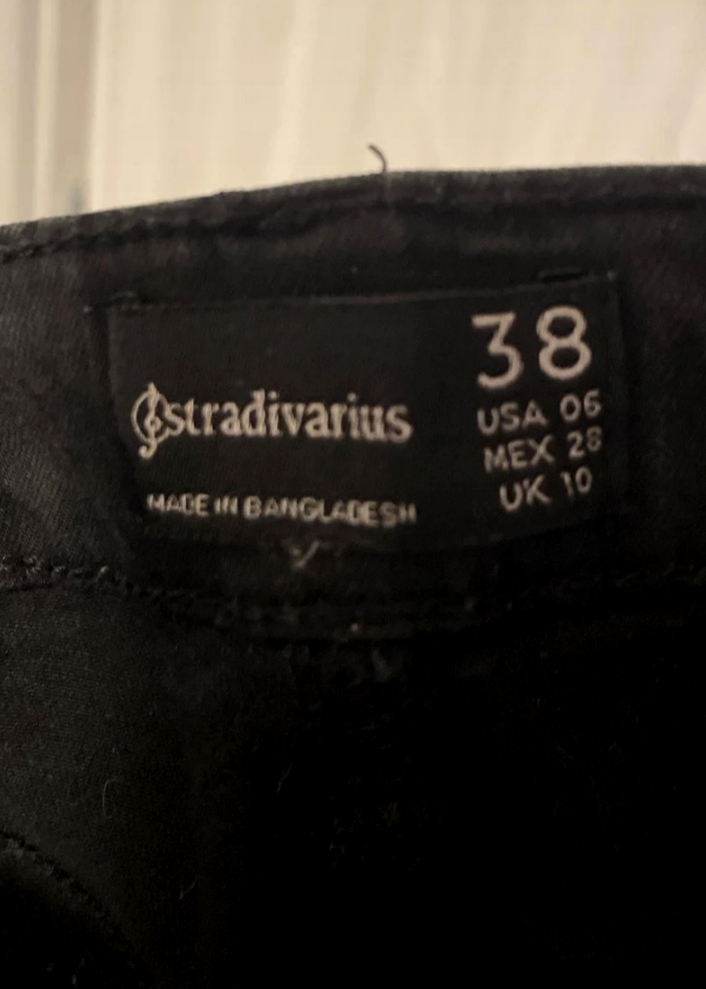 38
stradivarius
USA 06
MEX 28
UK 10
MADE IN BANGLADESH